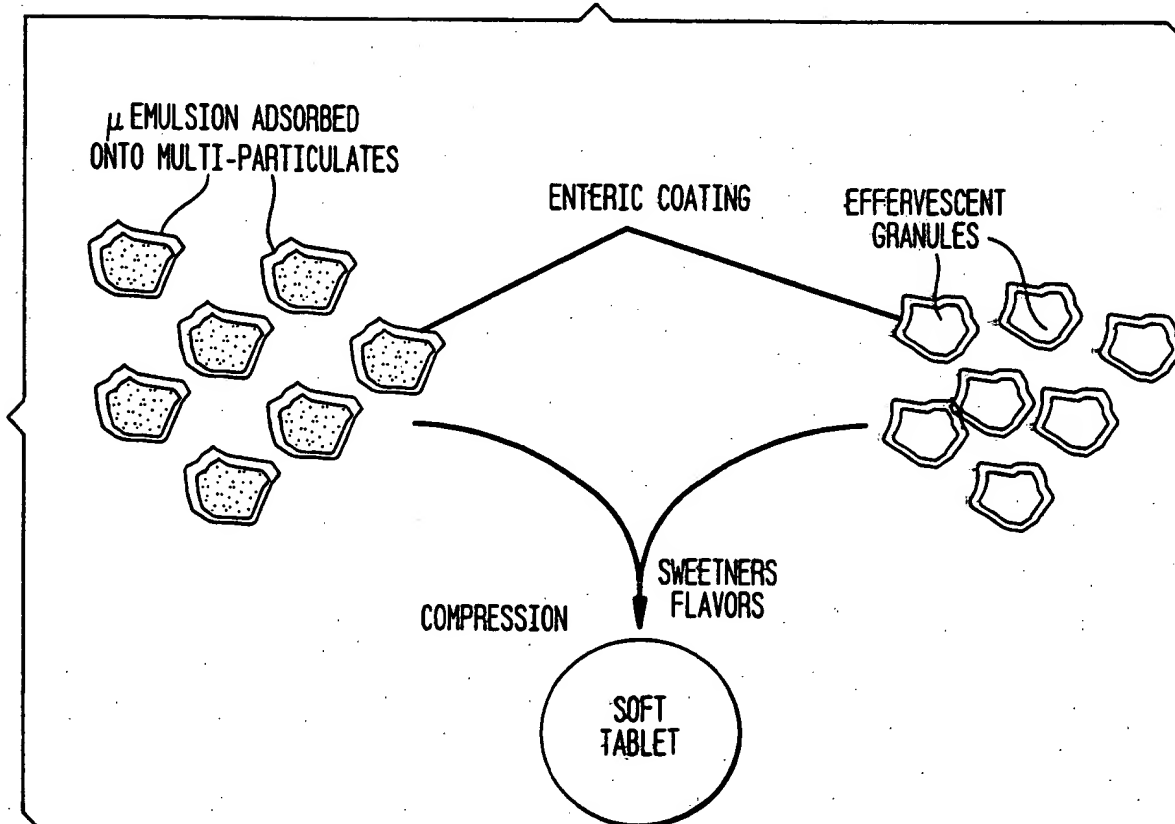 μ EMULSION ADSORBED
ONTO MULTI-PARTICULATES
ENTERIC COATING
EFFERVESCENT
GRANULES
COMPRESSION
SWEETNERS
FLAVORS
SOFT
TABLET